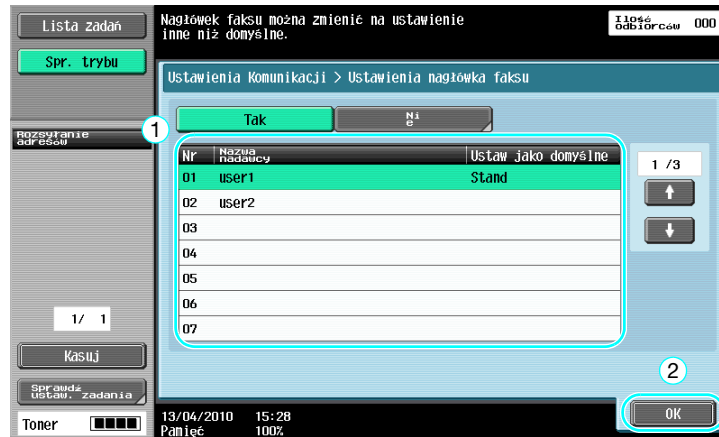 Lista zadań
Nagłówek faksu można zmienić na ustawienie
inne niż domyślne.
Ilość
odbiorców 000
Spr. trybu
Ustawienia Komunikacji > Ustawienia nagłówka faksu
Tak
Ni
e
1
Rozsyłanie
adresów
Nr Nazwa
nadawcy Ustaw jako domyślne
1 /3
01 user1 Stand
02 user2
03
04
05
06
07
1/ 1
Kasuj
2
Sprawdź
ustaw. zadania
OK
Toner
13/04/2010 15:28
Pamięć 100%